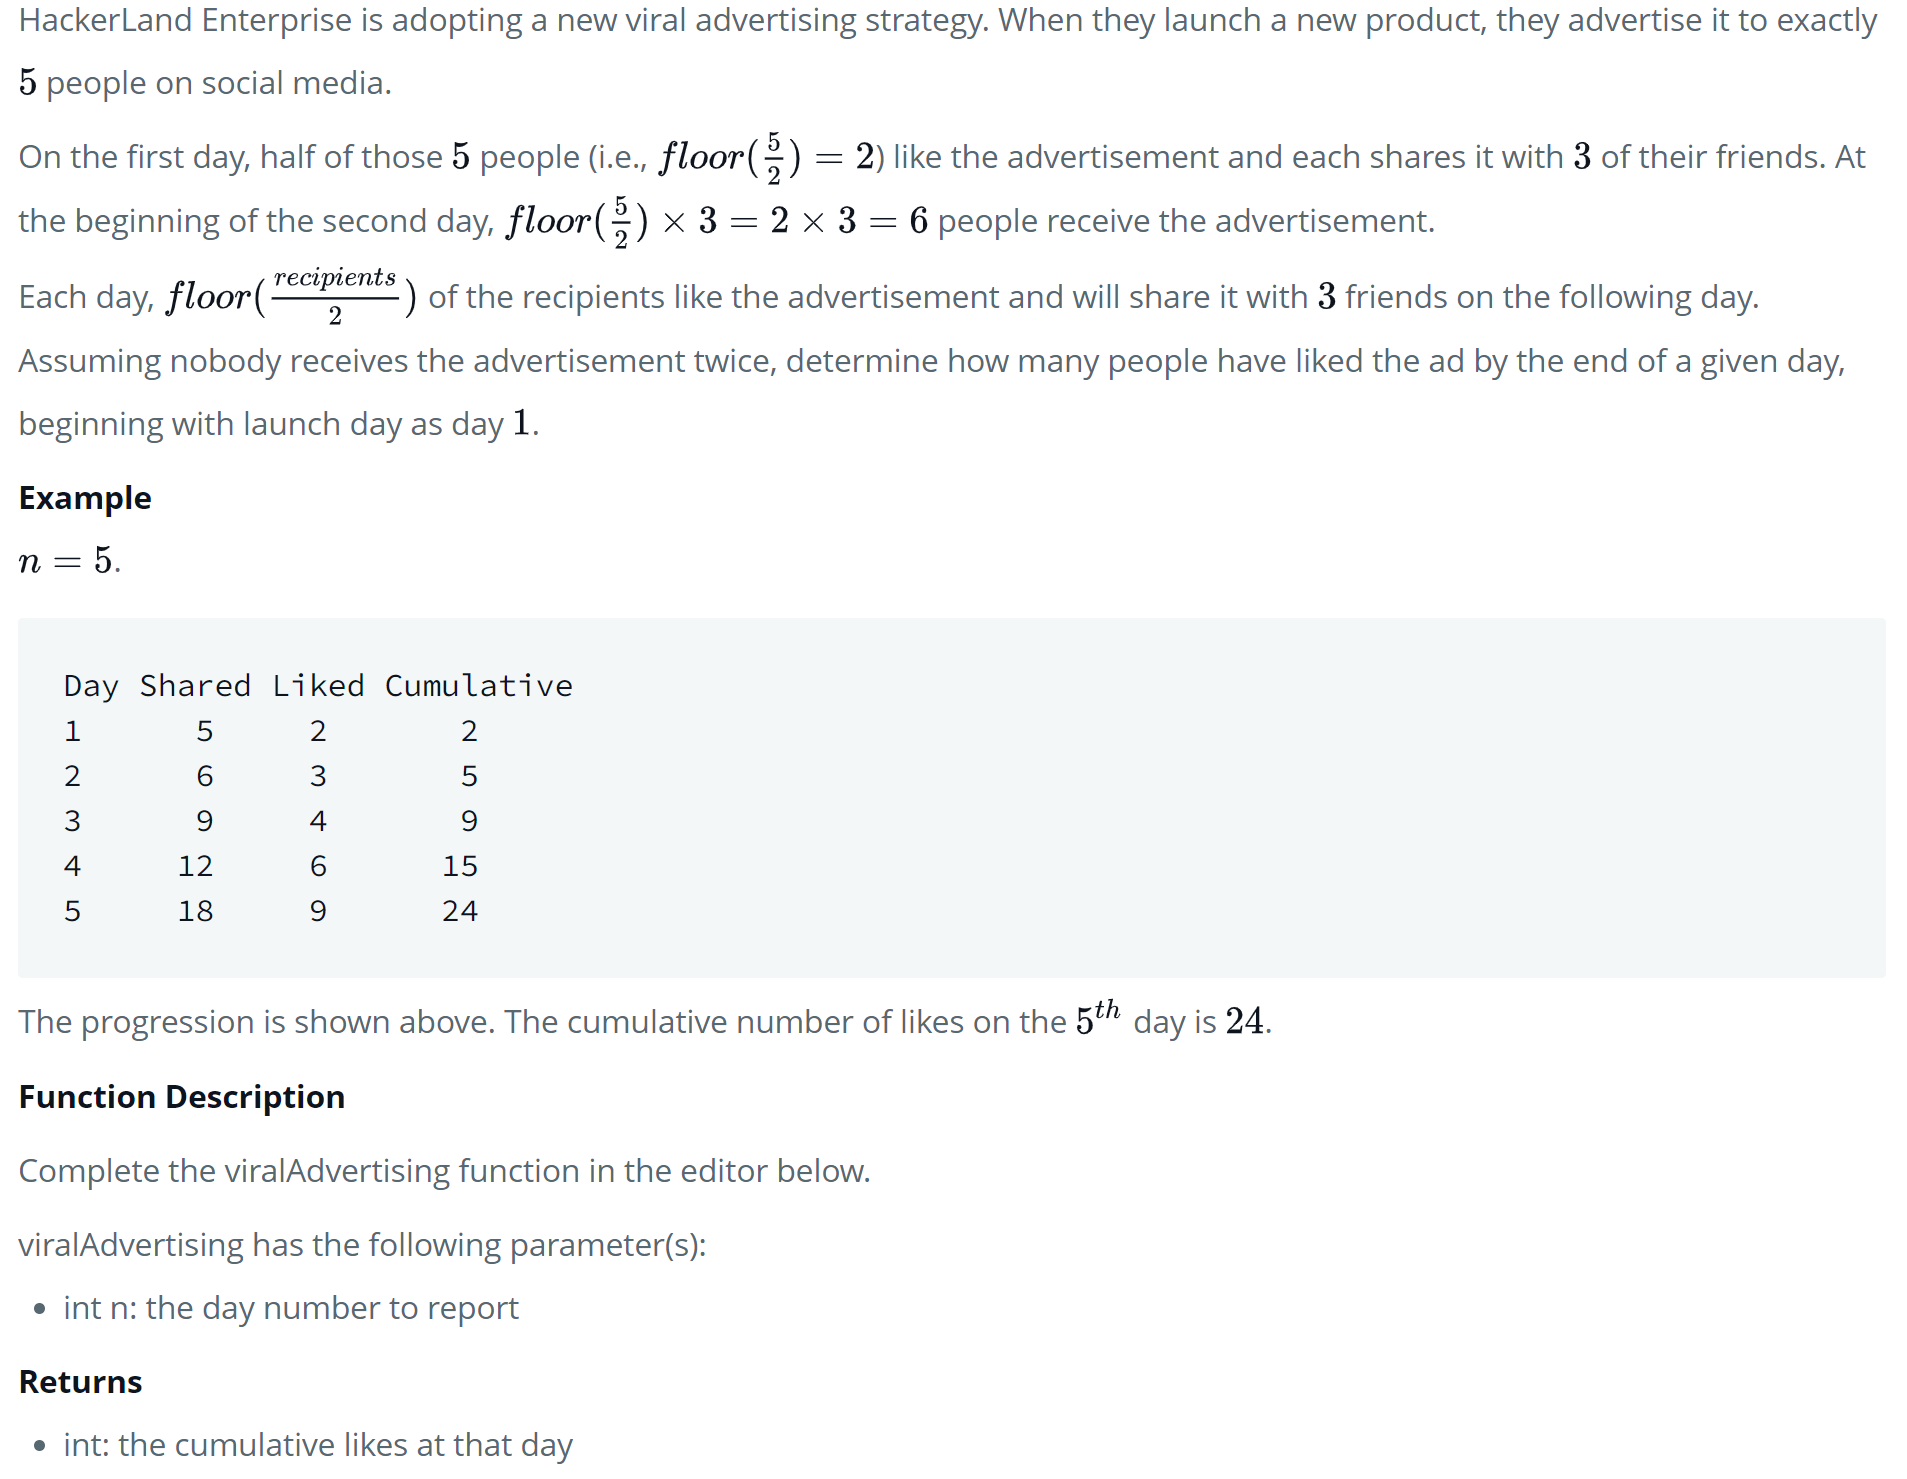 HackerLand Enterprise is adopting a new viral advertising strategy. When they launch a new product, they advertise it to exactly
5 people on social media.
On the first day, half of those 5 people (i.e., floor(5/2) = 2) like the advertisement and each shares it with 3 of their friends. At
the beginning of the second day, floor(5/2) × 3 = 2 × 3 = 6 people receive the advertisement.
Each day, floor(recipients/2) of the recipients like the advertisement and will share it with 3 friends on the following day.
Assuming nobody receives the advertisement twice, determine how many people have liked the ad by the end of a given day,
beginning with launch day as day 1.
Example
n = 5.
Day Shared Liked Cumulative
1 5 2 2
2 6 3 5
3 9 4 9
4 12 6 15
5 18 9 24
The progression is shown above. The cumulative number of likes on the 5th day is 24.
Function Description
Complete the viralAdvertising function in the editor below.
viralAdvertising has the following parameter(s):
• int n: the day number to report
Returns
• int: the cumulative likes at that day